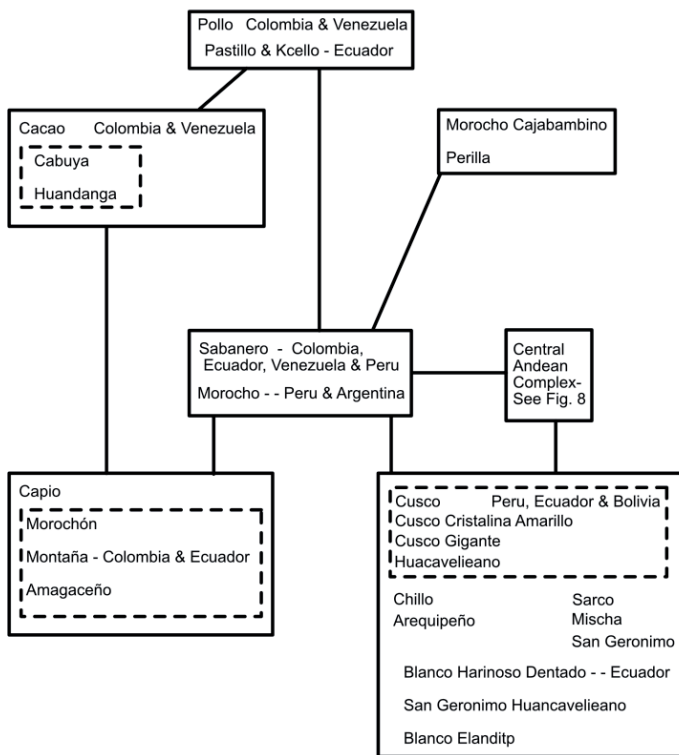 Pollo Colombia & Venezuela
Pastillo & Kcello - Ecuador
Cacao Colombia & Venezuela
Cabuya
Huandanga
Morocho Cajabambino
Perilla
Sabanero - Colombia,
Ecuador, Venezuela & Peru
Morocho - - Peru & Argentina
Central
Andean
Complex-
See Fig. 8
Capio
Morochón
Montaña - Colombia & Ecuador
Amagaceño
Cusco Peru, Ecuador & Bolivia
Cusco Cristalina Amarillo
Cusco Gigante
Huacavelieano
Chillo Sarco
Arequipeño Mischa
San Geronimo
Blanco Harinoso Dentado - - Ecuador
San Geronimo Huancavelieano
Blanco Elanditp